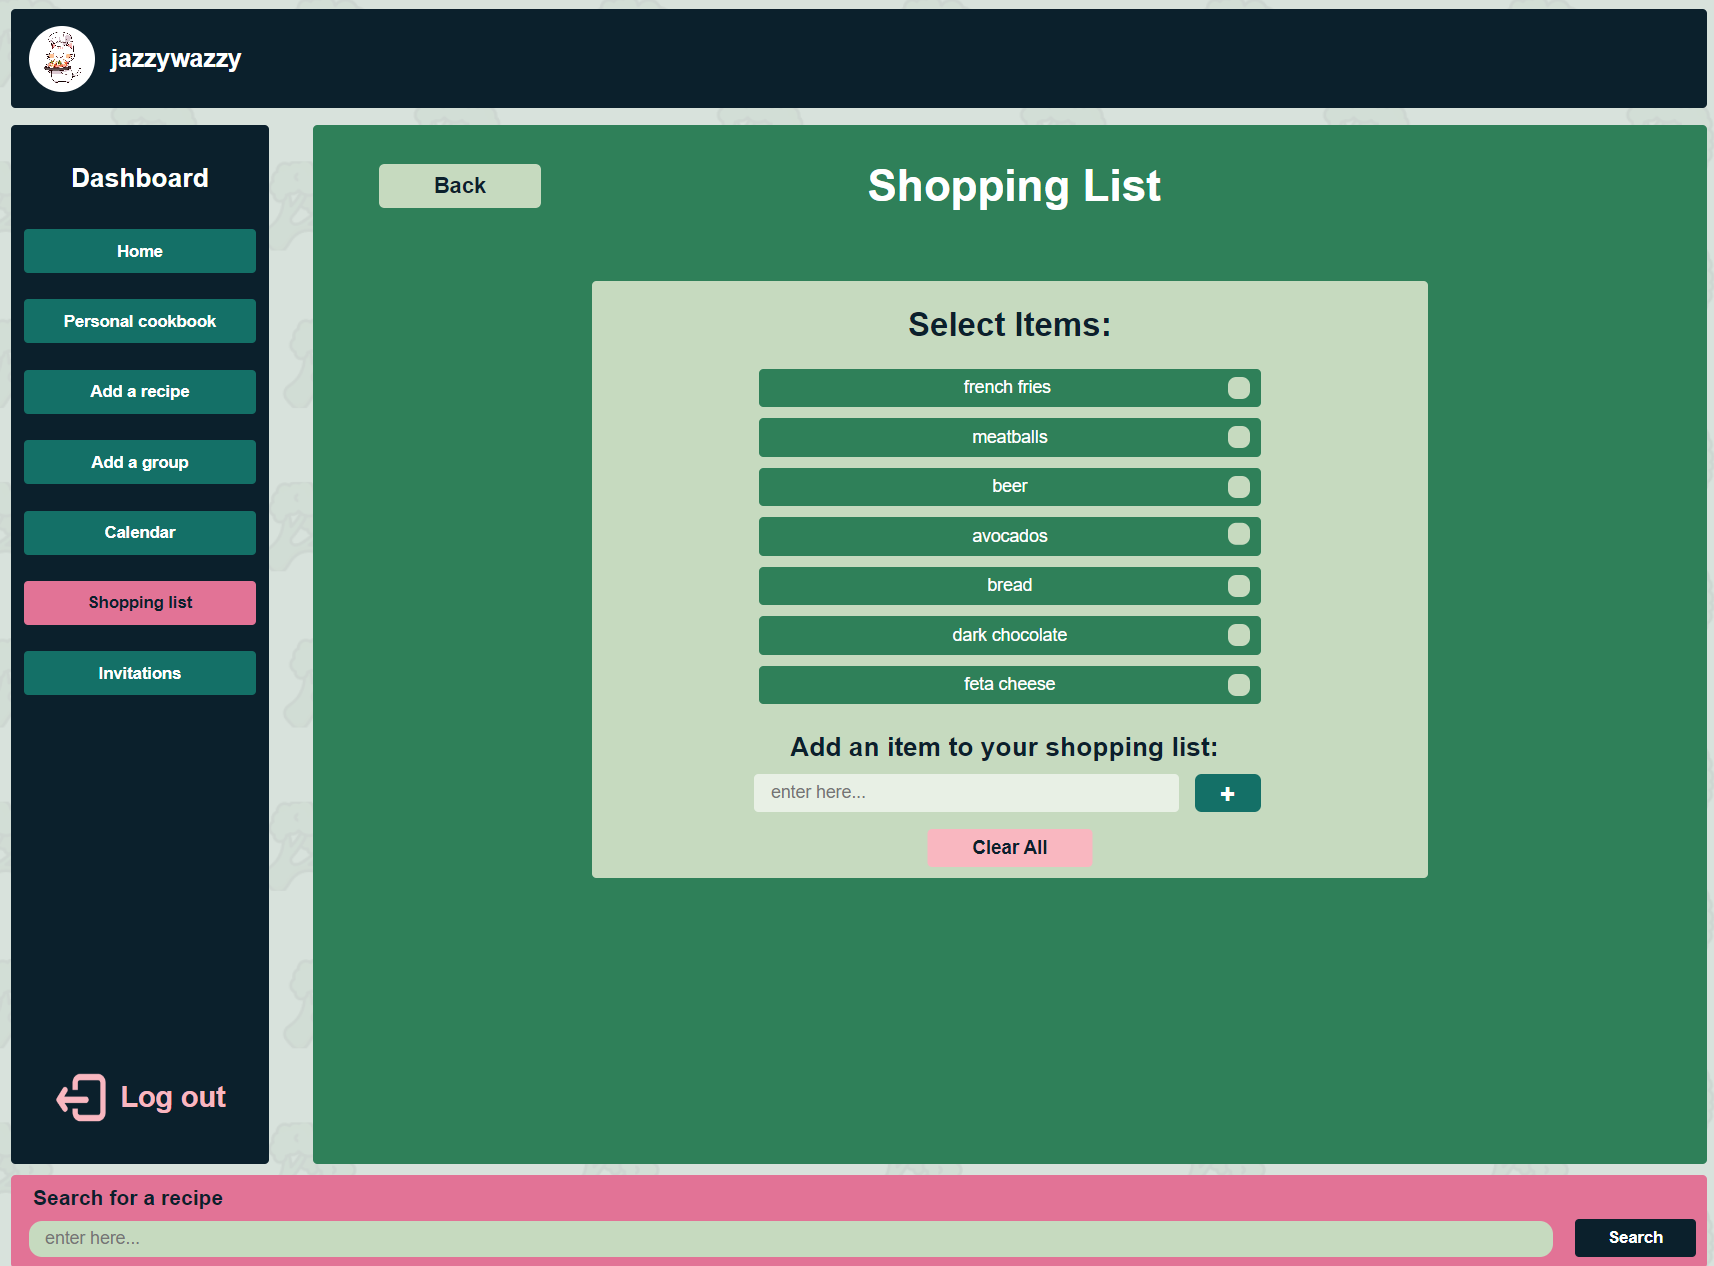 jazzywazzy
Dashboard
Home
Personal cookbook
Add a recipe
Add a group
Calendar
Shopping list
Invitations
Log out
Back
Shopping List
Select Items:
french fries
meatballs
beer
avocados
bread
dark chocolate
feta cheese
Add an item to your shopping list:
enter here...
+
Clear All
Search for a recipe
enter here...
Search